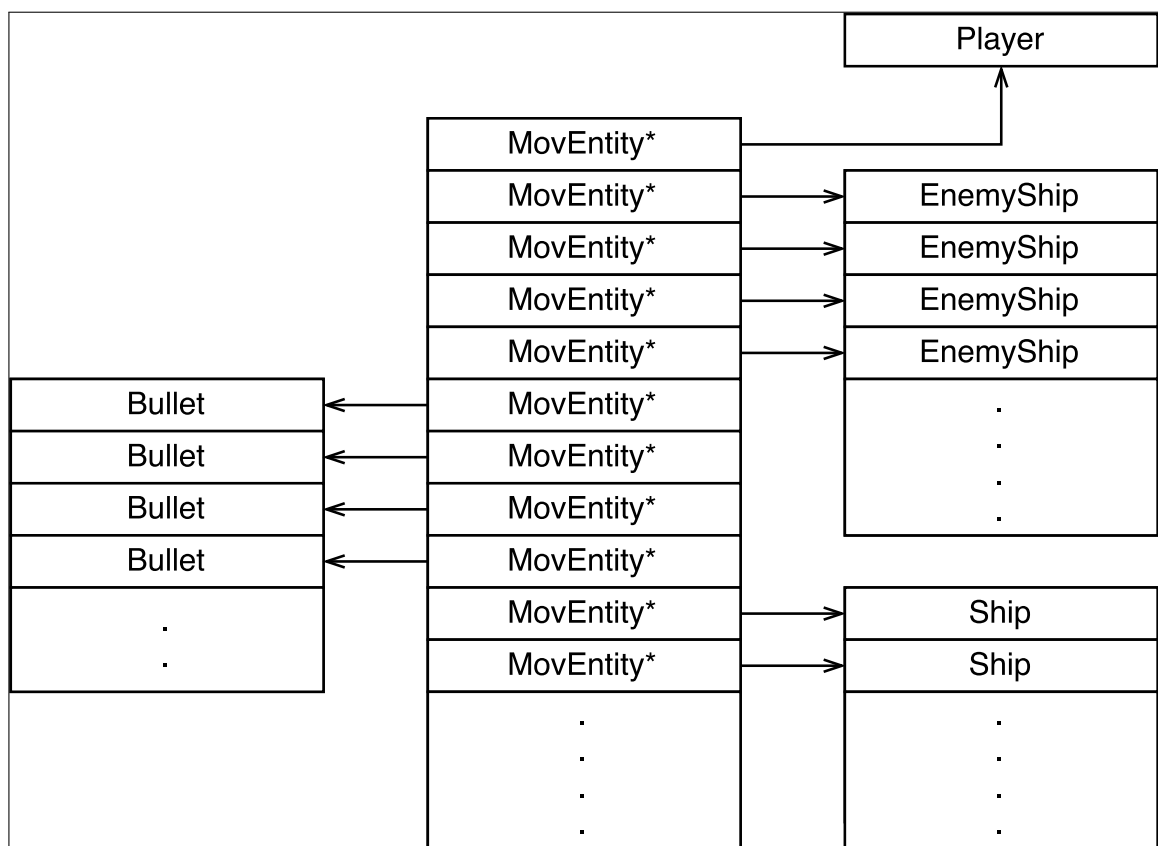 Player
MovEntity*
MovEntity*
EnemyShip
MovEntity*
EnemyShip
MovEntity*
EnemyShip
MovEntity*
EnemyShip
Bullet
MovEntity*
.
Bullet
MovEntity*
.
Bullet
MovEntity*
.
Bullet
MovEntity*
.
.
MovEntity*
Ship
.
MovEntity*
Ship
.
.
.
.
.
.
.
.